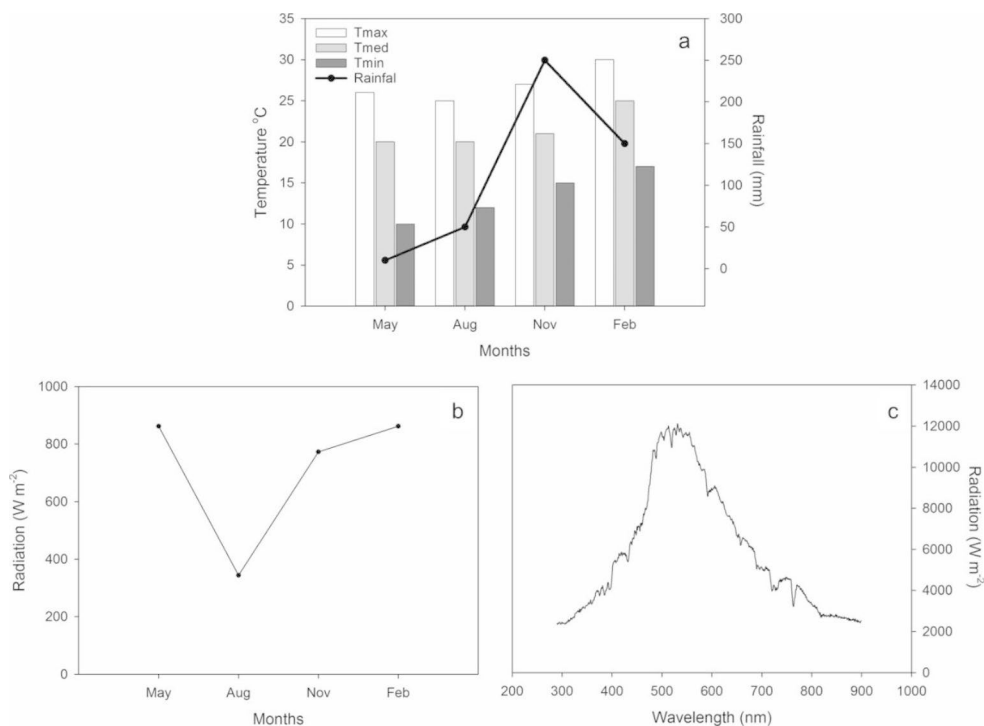 a
Tmax
Tmed
Tmin
Rainfal
35
30
25
20
15
10
5
0
Temperature °C
300
250
200
150
100
50
0
Rainfall (mm)
May Aug Nov Feb
Months
b
1000
800
600
400
200
0
Radiation (W m⁻²)
May Aug Nov Feb
Months
c
14000
12000
10000
8000
6000
4000
2000
0
Radiation (W m⁻²)
200 300 400 500 600 700 800 900 1000
Wavelength (nm)